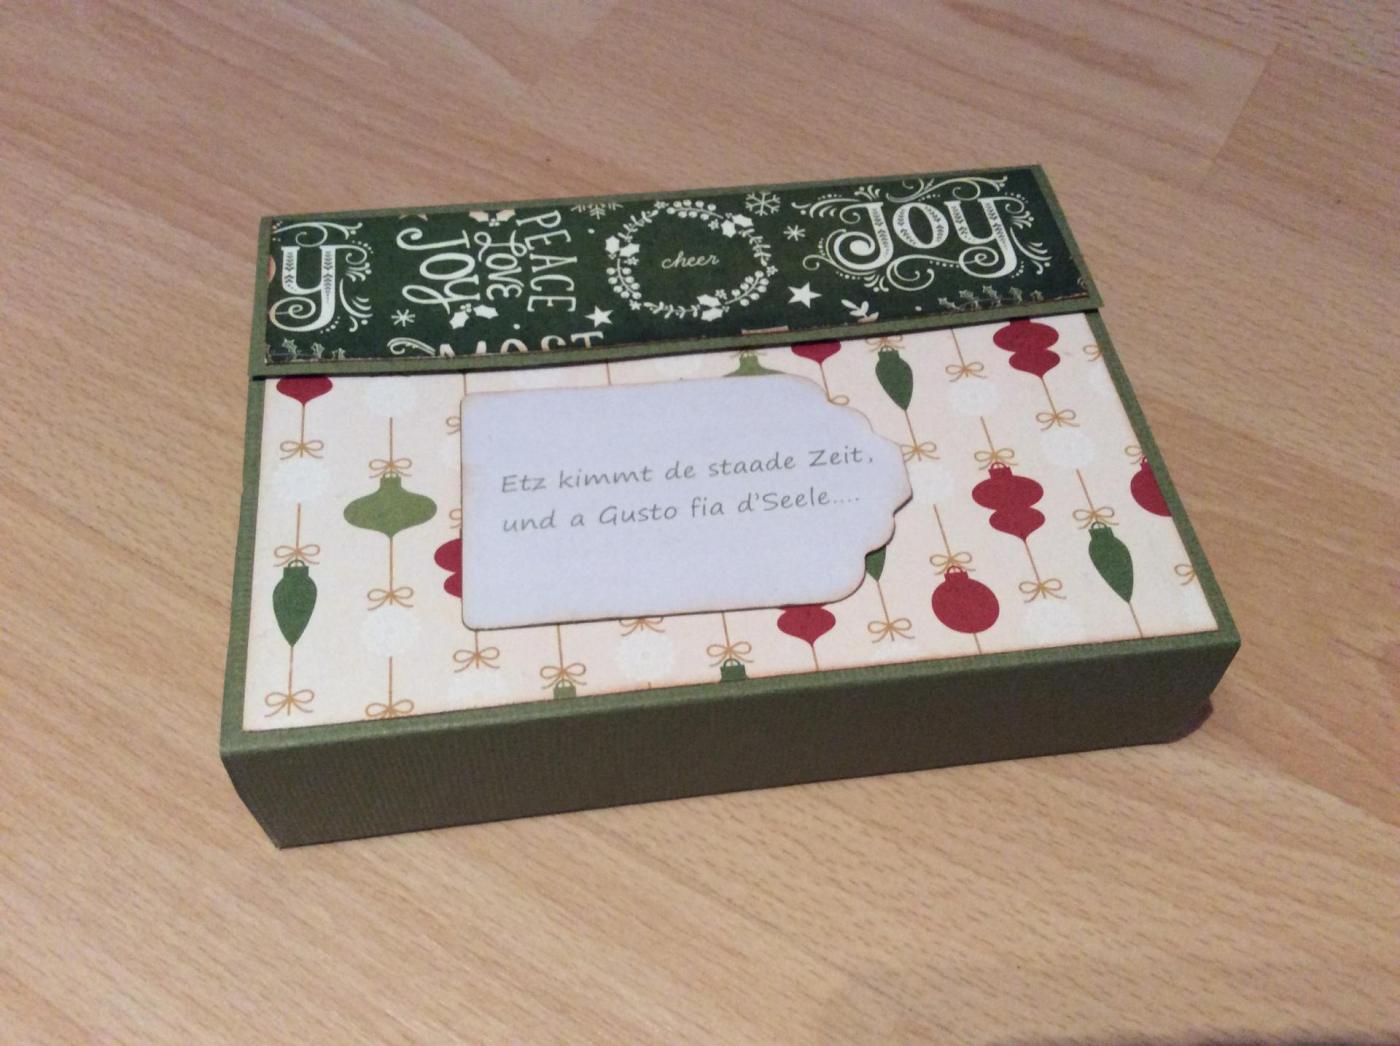 y
JOY
LOVE
PEACE
cheer
JOY
Etz kimmt de staade Zeit,
und a Gusto fia d'Seele....